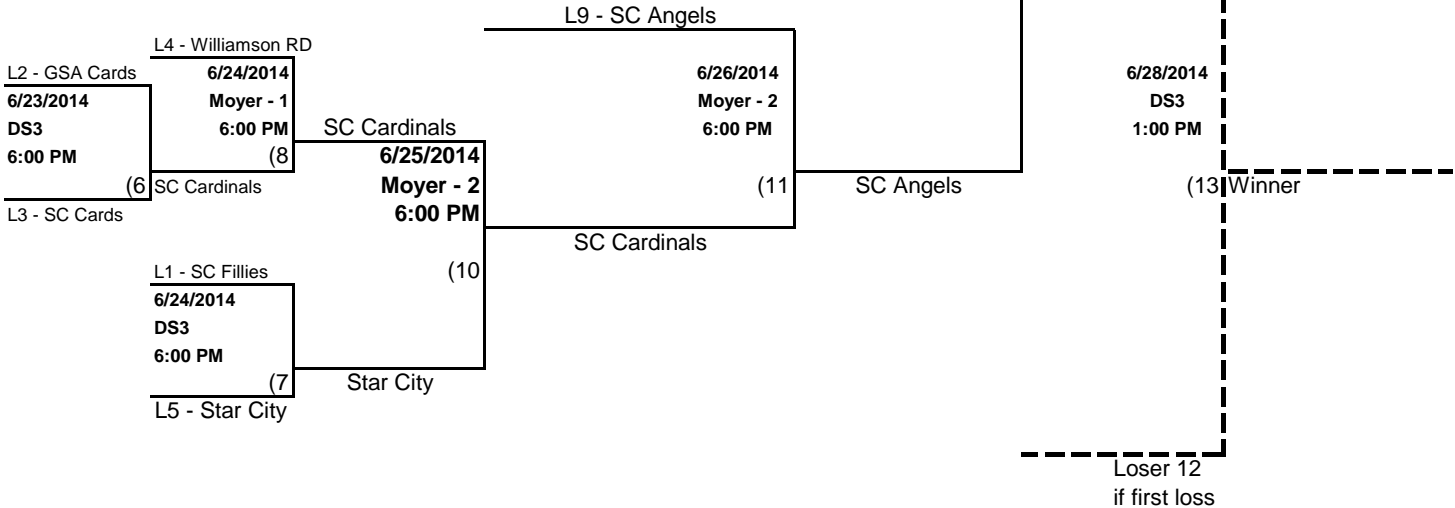 L9 - SC Angels
L4 - Williamson RD
L2 - GSA Cards
6/24/2014
6/26/2014
6/28/2014
6/23/2014
Moyer - 1
Moyer - 2
DS3
DS3
6:00 PM
SC Cardinals
6:00 PM
1:00 PM
6:00 PM
(8
6/25/2014
(6
SC Cardinals
Moyer - 2
(11
SC Angels
(13
Winner
L3 - SC Cards
6:00 PM
SC Cardinals
L1 - SC Fillies
(10
6/24/2014
DS3
6:00 PM
(7
Star City
L5 - Star City
Loser 12
if first loss